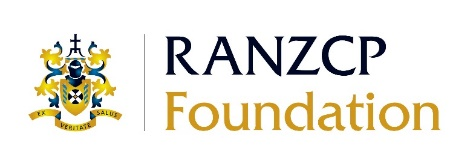 RANZCP
Foundation
EX VERITATE SALUS